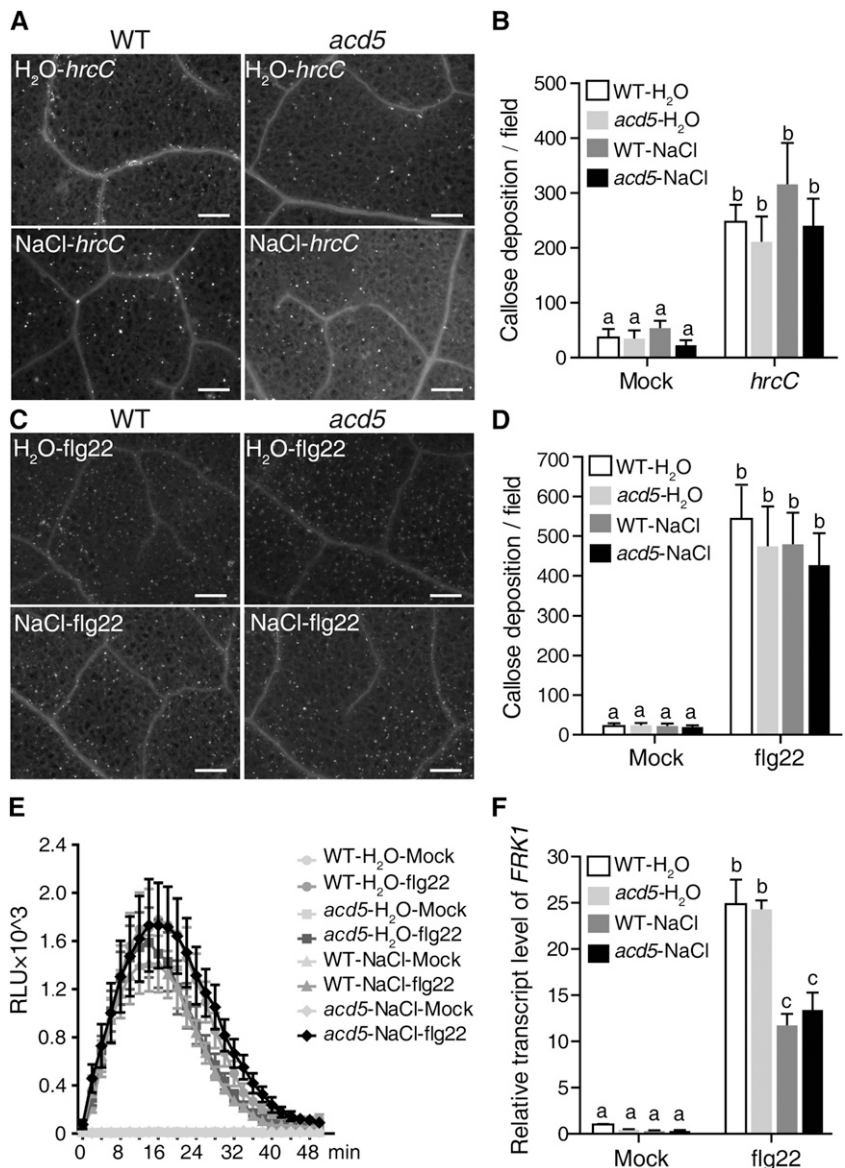 A
WT
acd5
H₂O-hrcC
H₂O-hrcC
NaCl-hrcC
NaCl-hrcC
B
Callose deposition / field
500
400
300
200
100
0
WT-H₂O
acd5-H₂O
WT-NaCl
acd5-NaCl
a
a
a
a
b
b
b
b
Mock
hrcC
C
WT
acd5
H₂O-flg22
H₂O-flg22
NaCl-flg22
NaCl-flg22
D
Callose deposition / field
700
600
500
400
300
200
100
0
WT-H₂O
acd5-H₂O
WT-NaCl
acd5-NaCl
a
a
a
a
b
b
b
b
Mock
flg22
E
RLU×10^3
2.4
2.0
1.6
1.2
0.8
0.4
0
0 8 16 24 32 40 48 min
WT-H₂O-Mock
WT-H₂O-flg22
acd5-H₂O-Mock
acd5-H₂O-flg22
WT-NaCl-Mock
WT-NaCl-flg22
acd5-NaCl-Mock
acd5-NaCl-flg22
F
Relative transcript level of FRK1
30
25
20
15
10
5
0
WT-H₂O
acd5-H₂O
WT-NaCl
acd5-NaCl
a
a
a
a
b
b
c
c
Mock
flg22